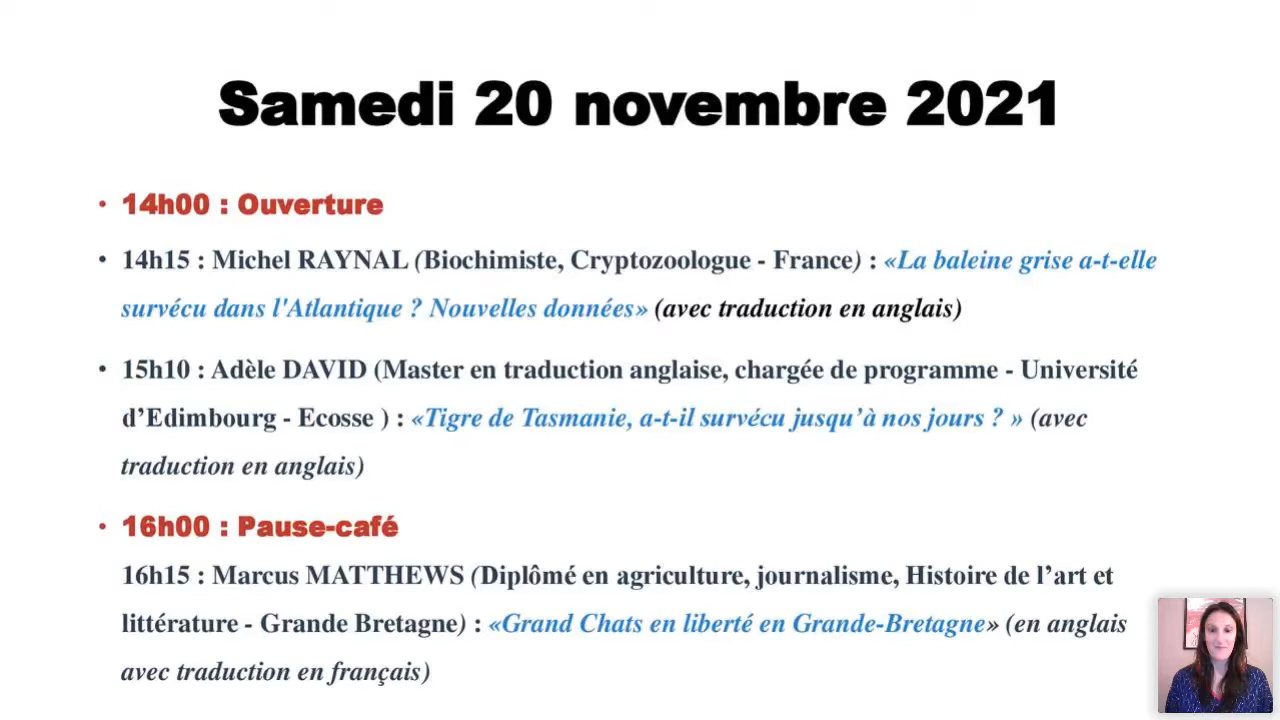 Samedi 20 novembre 2021
• 14h00 : Ouverture
• 14h15 : Michel RAYNAL (Biochimiste, Cryptozoologue - France) : «La baleine grise a-t-elle
survécu dans l'Atlantique ? Nouvelles données» (avec traduction en anglais)
• 15h10 : Adèle DAVID (Master en traduction anglaise, chargée de programme - Université
d’Edimbourg - Ecosse ) : «Tigre de Tasmanie, a-t-il survécu jusqu’à nos jours ? » (avec
traduction en anglais)
• 16h00 : Pause-café
16h15 : Marcus MATTHEWS (Diplômé en agriculture, journalisme, Histoire de l’art et
littérature - Grande Bretagne) : «Grand Chats en liberté en Grande-Bretagne» (en anglais
avec traduction en français)